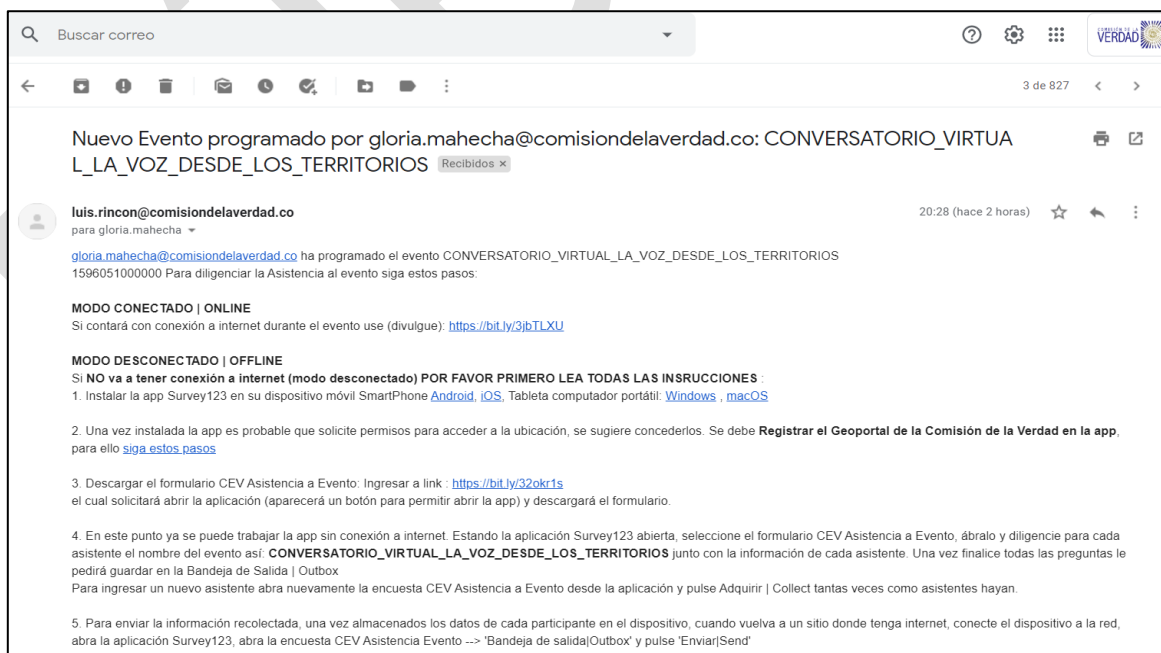 Buscar correo
COMISIÓN DE LA
VERDAD
3 de 827
Nuevo Evento programado por gloria.mahecha@comisiondelaverdad.co: CONVERSATORIO_VIRTUA
L_LA_VOZ_DESDE_LOS_TERRITORIOS Recibidos ×
luis.rincon@comisiondelaverdad.co
20:28 (hace 2 horas)
para gloria.mahecha
gloria.mahecha@comisiondelaverdad.co ha programado el evento CONVERSATORIO_VIRTUAL_LA_VOZ_DESDE_LOS_TERRITORIOS
1596051000000 Para diligenciar la Asistencia al evento siga estos pasos:
MODO CONECTADO | ONLINE
Si contará con conexión a internet durante el evento use (divulgue): https://bit.ly/3jbTLXU
MODO DESCONECTADO | OFFLINE
Si NO va a tener conexión a internet (modo desconectado) POR FAVOR PRIMERO LEA TODAS LAS INSRUCCIONES :
1. Instalar la app Survey123 en su dispositivo móvil SmartPhone Android, iOS, Tableta computador portátil: Windows , macOS
2. Una vez instalada la app es probable que solicite permisos para acceder a la ubicación, se sugiere concederlos. Se debe Registrar el Geoportal de la Comisión de la Verdad en la app,
para ello siga estos pasos
3. Descargar el formulario CEV Asistencia a Evento: Ingresar a link : https://bit.ly/32okr1s
el cual solicitará abrir la aplicación (aparecerá un botón para permitir abrir la app) y descargará el formulario.
4. En este punto ya se puede trabajar la app sin conexión a internet. Estando la aplicación Survey123 abierta, seleccione el formulario CEV Asistencia a Evento, ábralo y diligencie para cada
asistente el nombre del evento así: CONVERSATORIO_VIRTUAL_LA_VOZ_DESDE_LOS_TERRITORIOS junto con la información de cada asistente. Una vez finalice todas las preguntas le
pedirá guardar en la Bandeja de Salida | Outbox
Para ingresar un nuevo asistente abra nuevamente la encuesta CEV Asistencia a Evento desde la aplicación y pulse Adquirir | Collect tantas veces como asistentes hayan.
5. Para enviar la información recolectada, una vez almacenados los datos de cada participante en el dispositivo, cuando vuelva a un sitio donde tenga internet, conecte el dispositivo a la red,
abra la aplicación Survey123, abra la encuesta CEV Asistencia Evento --> 'Bandeja de salida|Outbox' y pulse 'Enviar|Send'